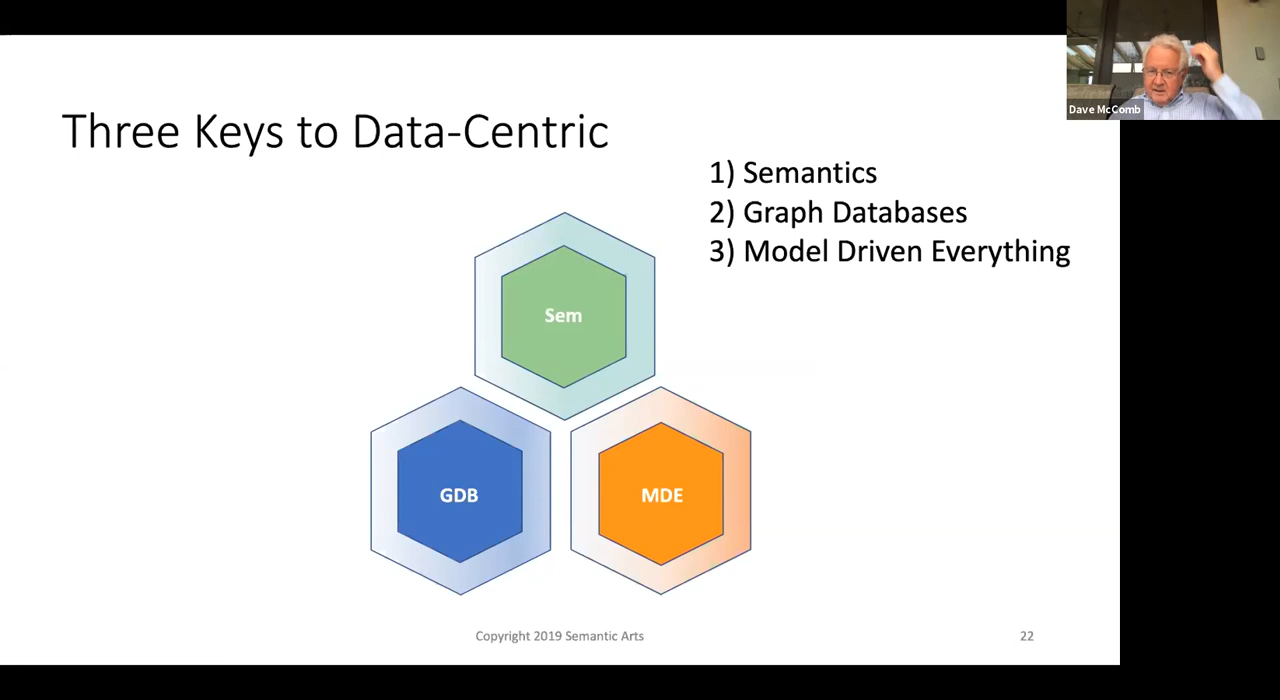 Dave McComb
Three Keys to Data-Centric
1) Semantics
2) Graph Databases
3) Model Driven Everything
Sem
GDB
MDE
Copyright 2019 Semantic Arts
22